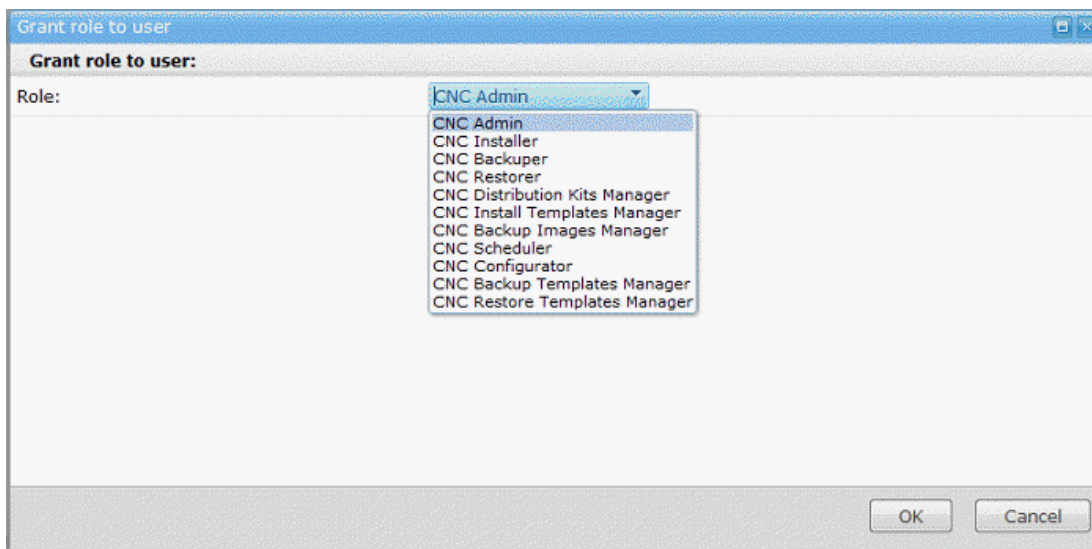 Grant role to user
Grant role to user:
Role:
CNC Admin
CNC Admin
CNC Installer
CNC Backuper
CNC Restorer
CNC Distribution Kits Manager
CNC Install Templates Manager
CNC Backup Images Manager
CNC Scheduler
CNC Configurator
CNC Backup Templates Manager
CNC Restore Templates Manager
OK
Cancel